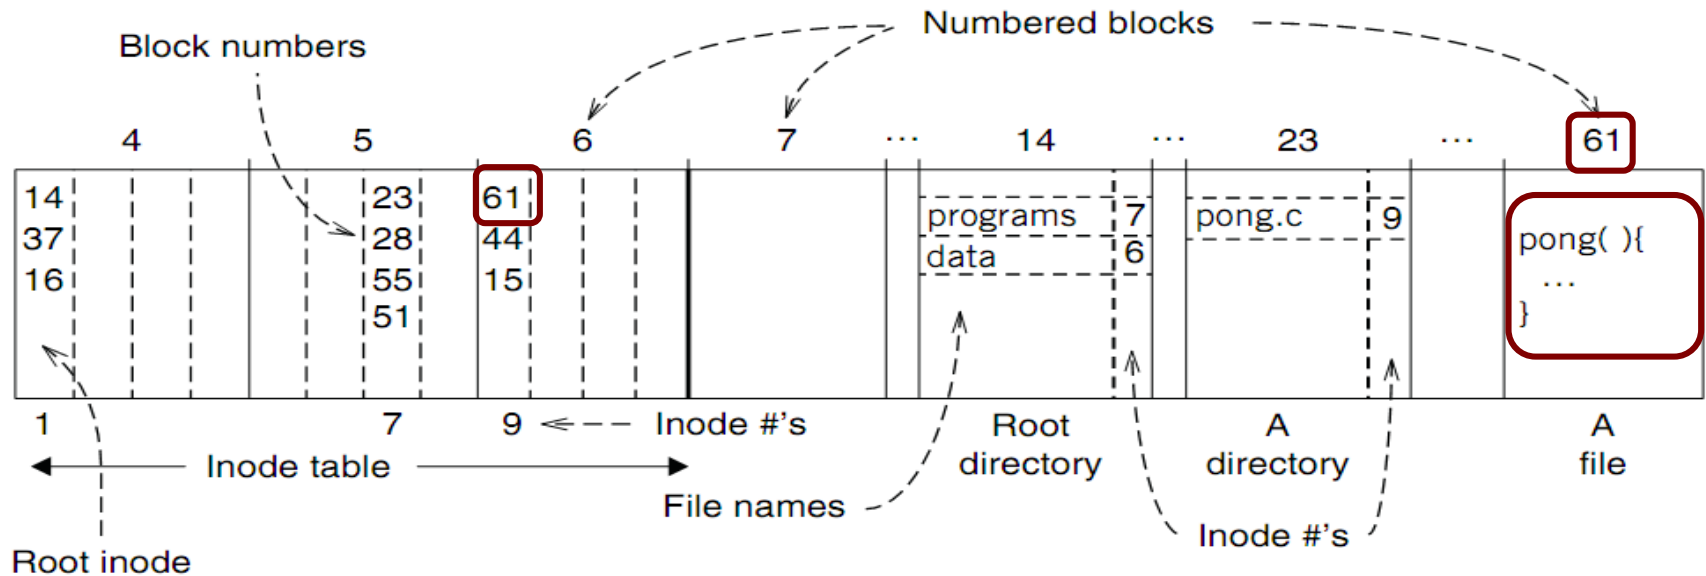 Numbered blocks
Block numbers
4 5 6 7 ... 14 ... 23 ... 61
14 23 61 programs 7 pong.c 9 pong( ){
37 28 44 data 6 ...
16 55 15 }
51
1 7 9 Inode #'s Root A A
Inode table directory directory file
File names Inode #'s
Root inode